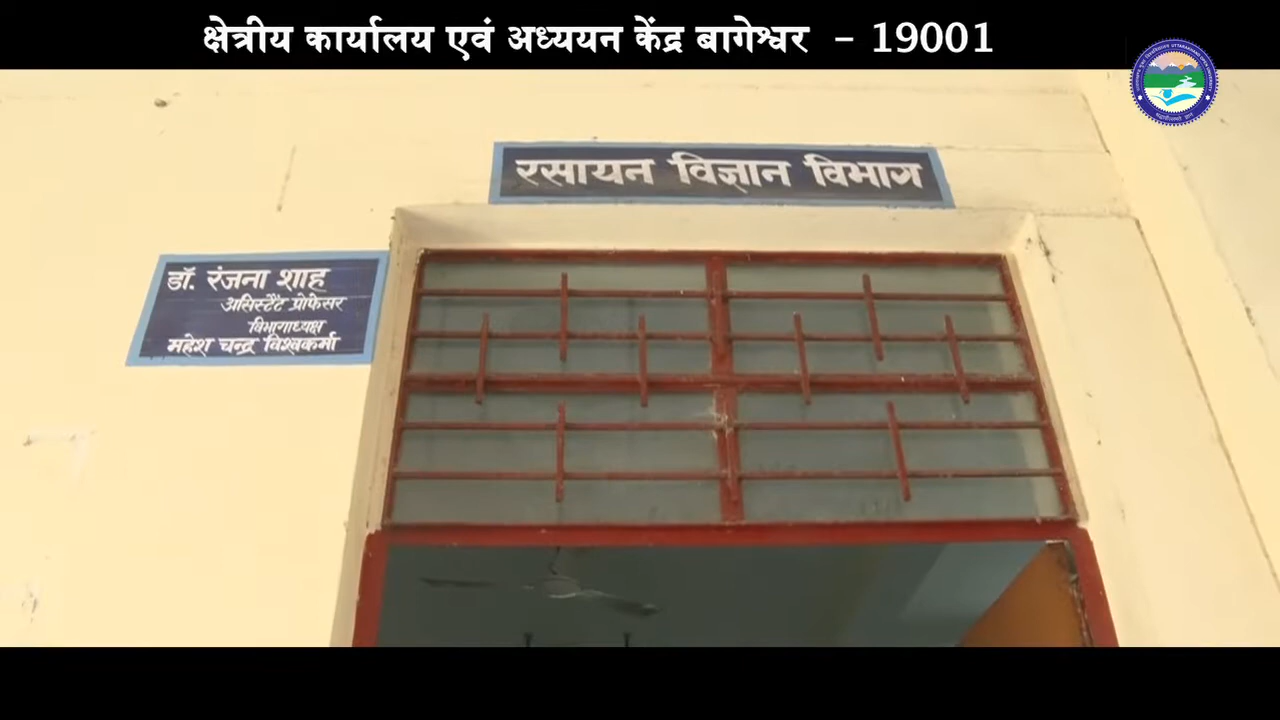 क्षेत्रीय कार्यालय एवं अध्ययन केंद्र बागेश्वर - 19001
रसायन विज्ञान विभाग
डॉ. रंजना शाह
असिस्टैंट प्रोफेसर
विभागाध्यक्ष
महेश चन्द्र विश्वकर्मा